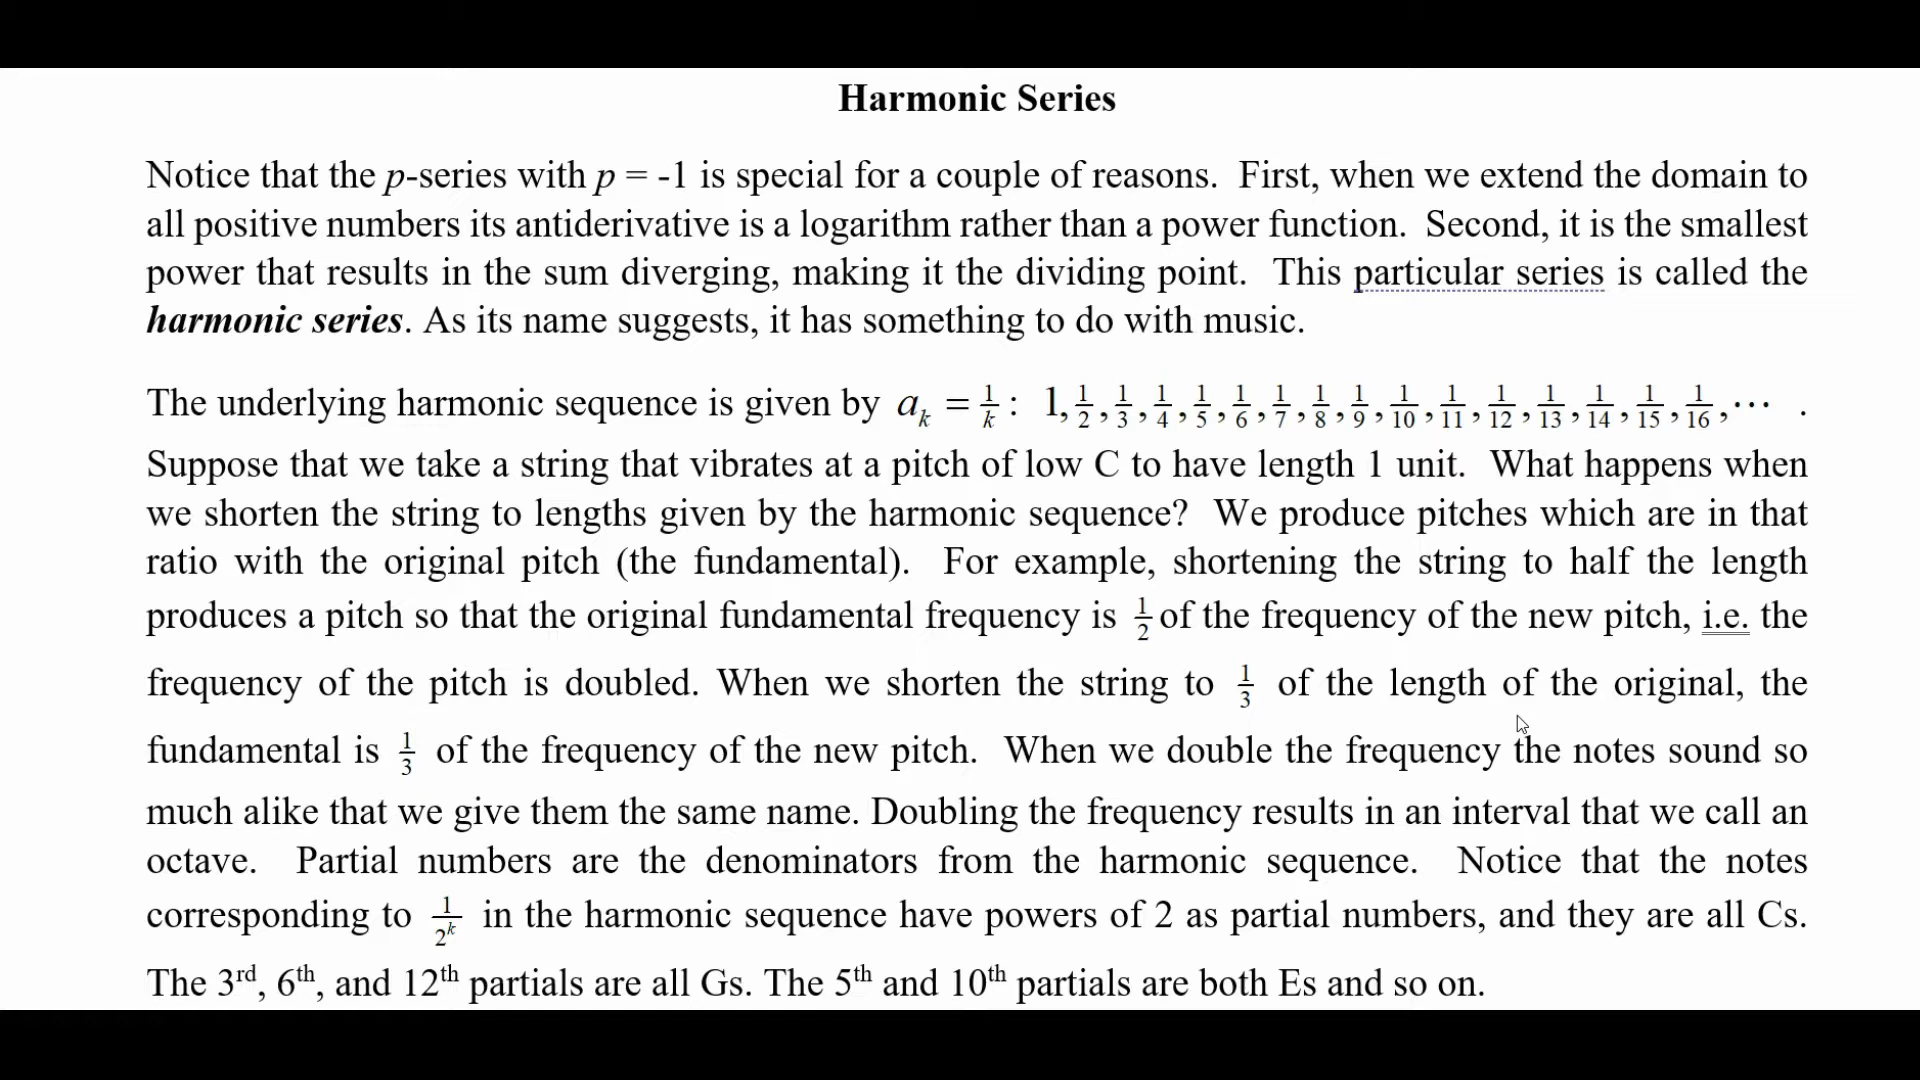 Harmonic Series
Notice that the p-series with p = -1 is special for a couple of reasons. First, when we extend the domain to
all positive numbers its antiderivative is a logarithm rather than a power function. Second, it is the smallest
power that results in the sum diverging, making it the dividing point. This particular series is called the
harmonic series. As its name suggests, it has something to do with music.
The underlying harmonic sequence is given by aₖ = 1/k : 1, 1/2, 1/3, 1/4, 1/5, 1/6, 1/7, 1/8, 1/9, 1/10, 1/11, 1/12, 1/13, 1/14, 1/15, 1/16, ⋯ .
Suppose that we take a string that vibrates at a pitch of low C to have length 1 unit. What happens when
we shorten the string to lengths given by the harmonic sequence? We produce pitches which are in that
ratio with the original pitch (the fundamental). For example, shortening the string to half the length
produces a pitch so that the original fundamental frequency is 1/2 of the frequency of the new pitch, i.e. the
frequency of the pitch is doubled. When we shorten the string to 1/3 of the length of the original, the
fundamental is 1/3 of the frequency of the new pitch. When we double the frequency the notes sound so
much alike that we give them the same name. Doubling the frequency results in an interval that we call an
octave. Partial numbers are the denominators from the harmonic sequence. Notice that the notes
corresponding to 1/2ᵏ in the harmonic sequence have powers of 2 as partial numbers, and they are all Cs.
The 3rd, 6th, and 12th partials are all Gs. The 5th and 10th partials are both Es and so on.